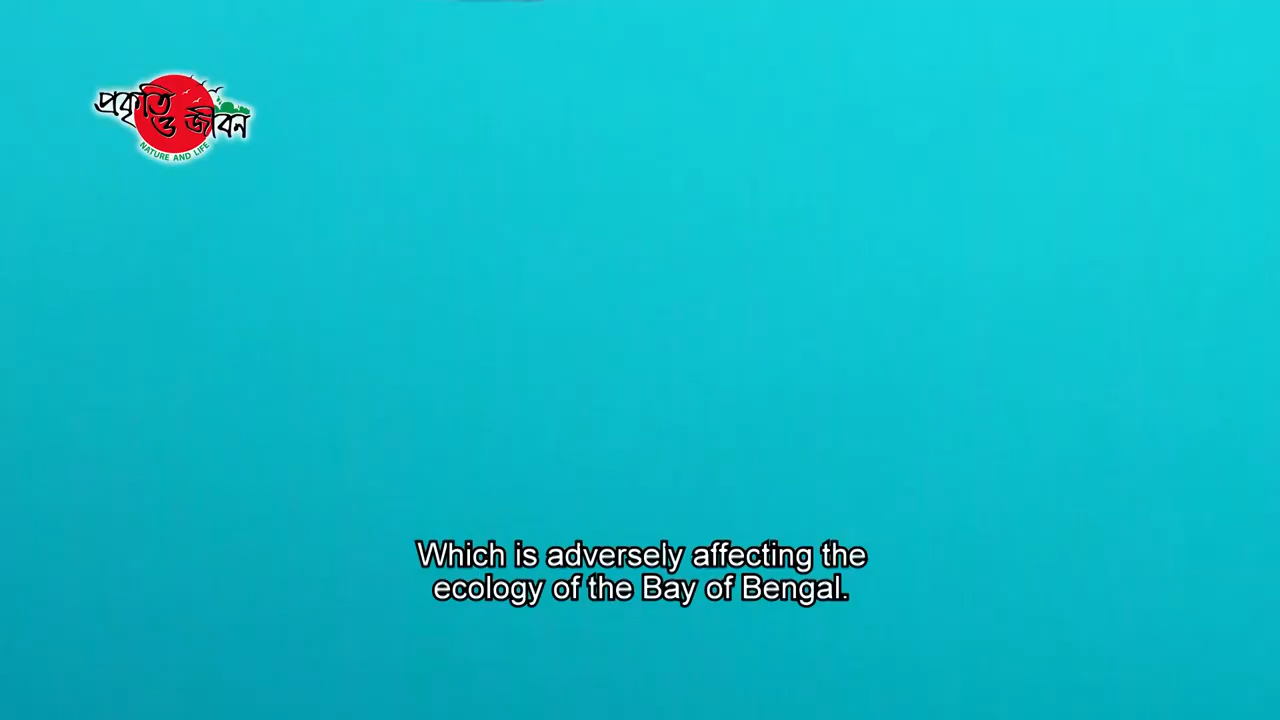 প্রকৃতি
ও জীবন
NATURE AND LIFE
Which is adversely affecting the
ecology of the Bay of Bengal.